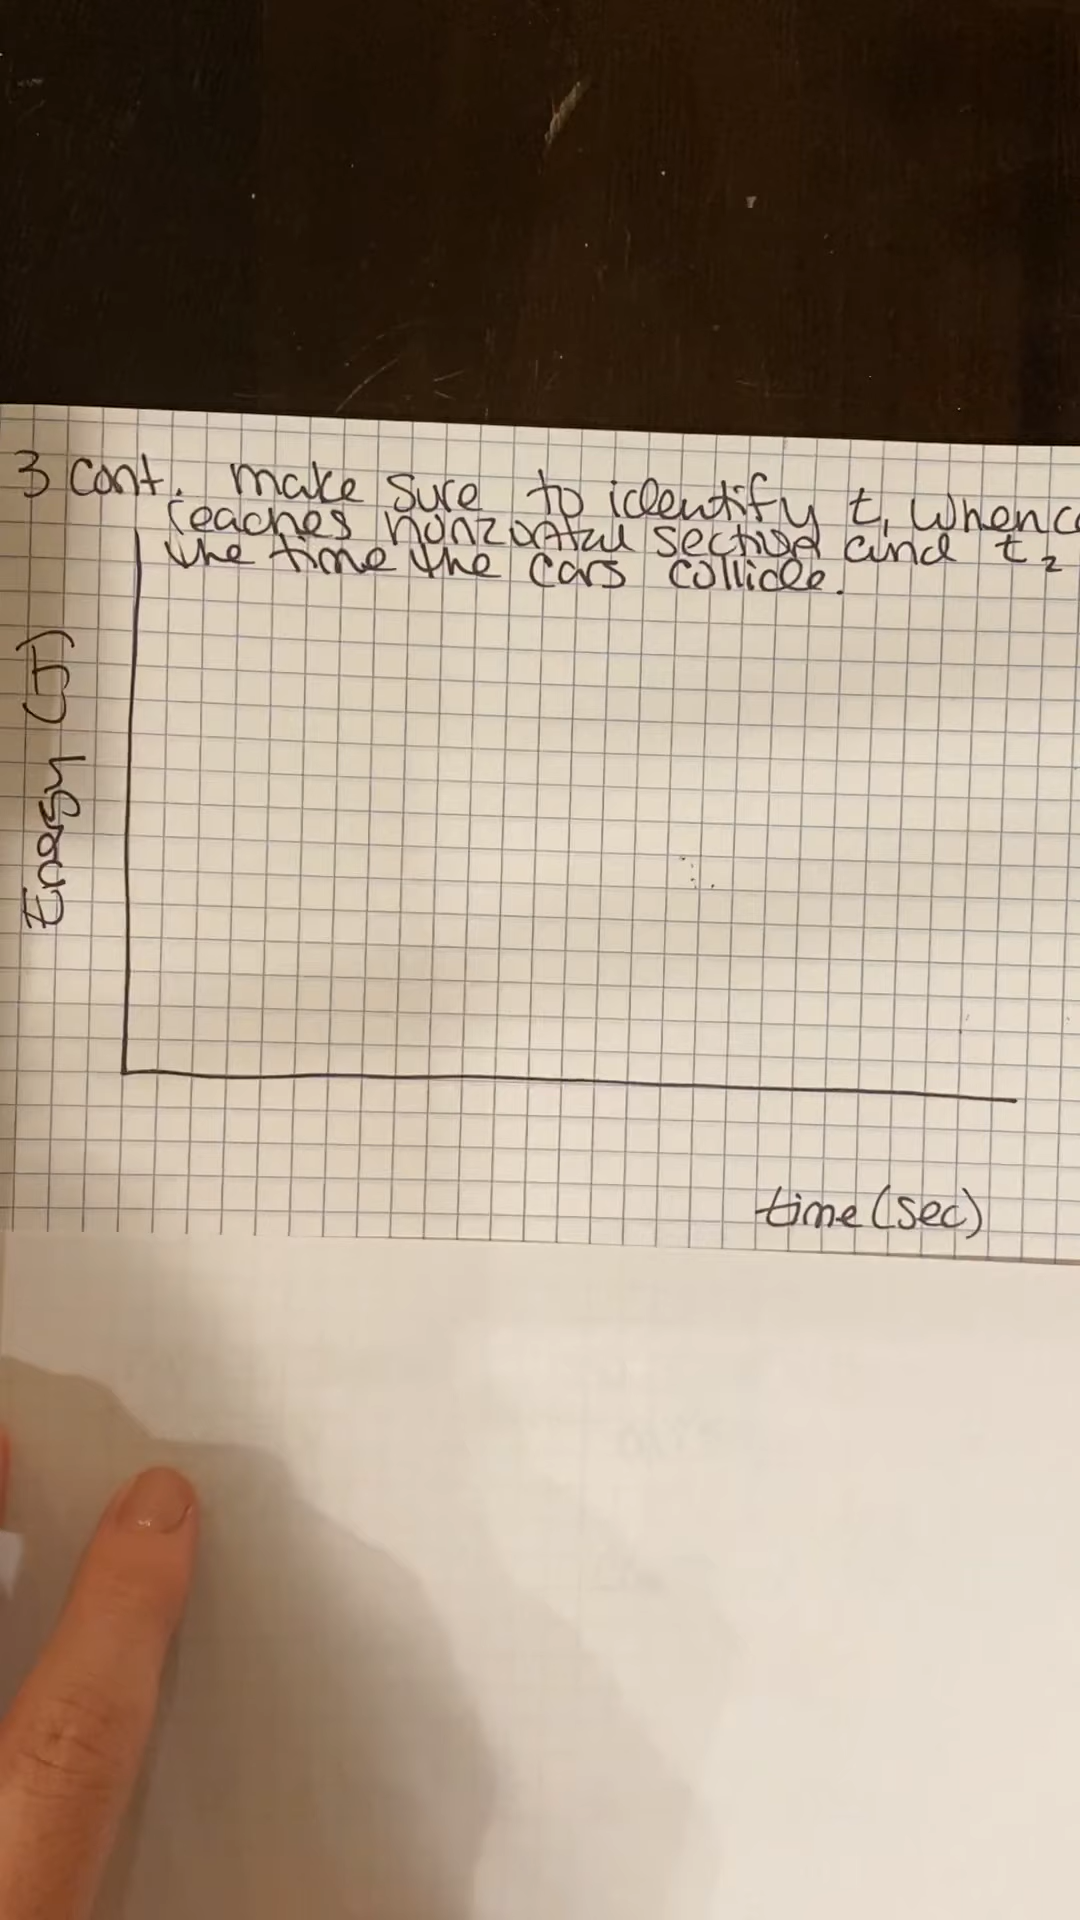 3 cont. make sure to identify t, when c
reaches horizontal section and t2
the time the cars collide.
Energy (J)
time (sec)